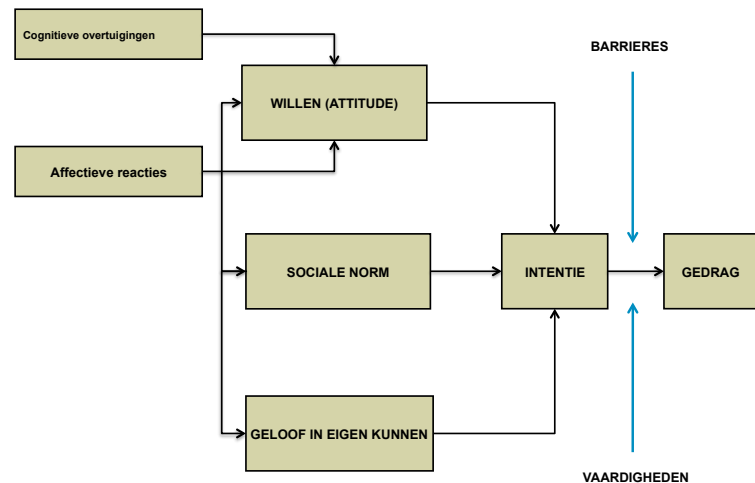 Cognitieve overtuigingen
BARRIERES
WILLEN (ATTITUDE)
Affectieve reacties
SOCIALE NORM
INTENTIE
GEDRAG
GELOOF IN EIGEN KUNNEN
VAARDIGHEDEN